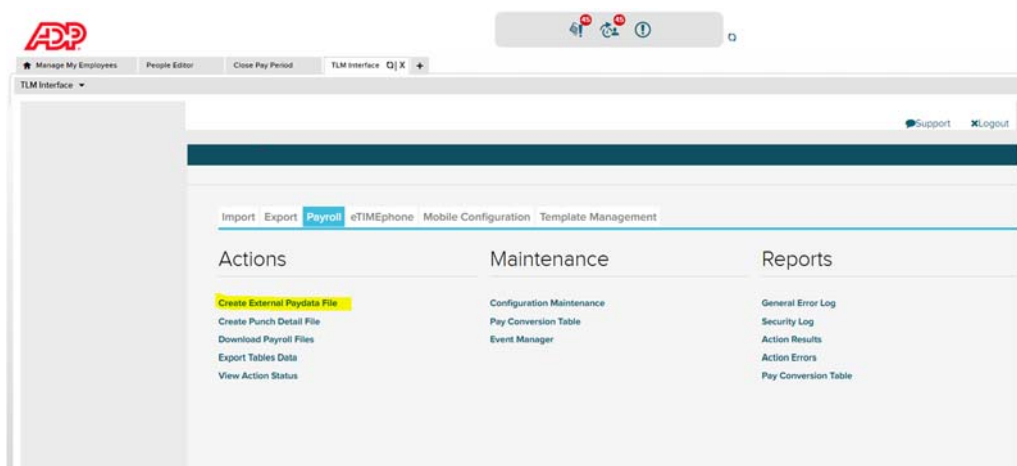 45 45
ADP
Manage My Employees People Editor Close Pay Period TLM Interface X +
TLM Interface
Support XLogout
Import Export Payroll eTIMEphone Mobile Configuration Template Management
Actions Maintenance Reports
Create External Paydata File Configuration Maintenance General Error Log
Create Punch Detail File Pay Conversion Table Security Log
Download Payroll Files Event Manager Action Results
Export Tables Data Action Errors
View Action Status Pay Conversion Table